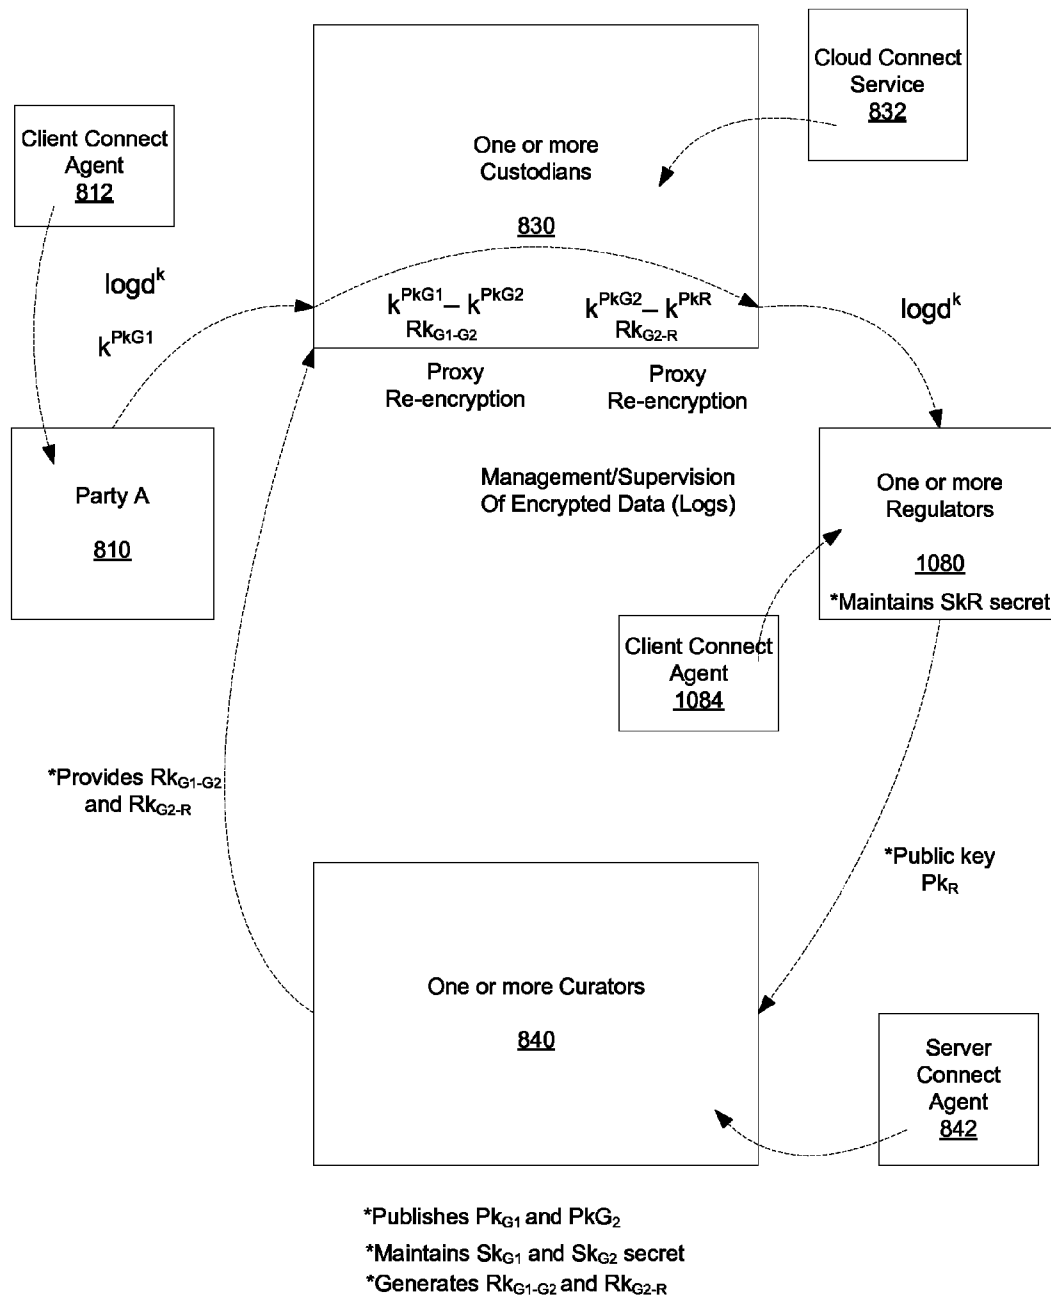 Cloud Connect
Service
832
Client Connect
Agent
812
One or more
Custodians
830
logd^k
k^PkG1
k^PkG1 – k^PkG2
Rk_G1-G2
k^PkG2 – k^PkR
Rk_G2-R
logd^k
Proxy
Re-encryption
Proxy
Re-encryption
Party A
810
Management/Supervision
Of Encrypted Data (Logs)
One or more
Regulators
1080
*Maintains SkR secret
Client Connect
Agent
1084
*Provides Rk_G1-G2
and Rk_G2-R
*Public key
Pk_R
One or more Curators
840
Server
Connect
Agent
842
*Publishes Pk_G1 and PkG_2
*Maintains Sk_G1 and Sk_G2 secret
*Generates Rk_G1-G2 and Rk_G2-R